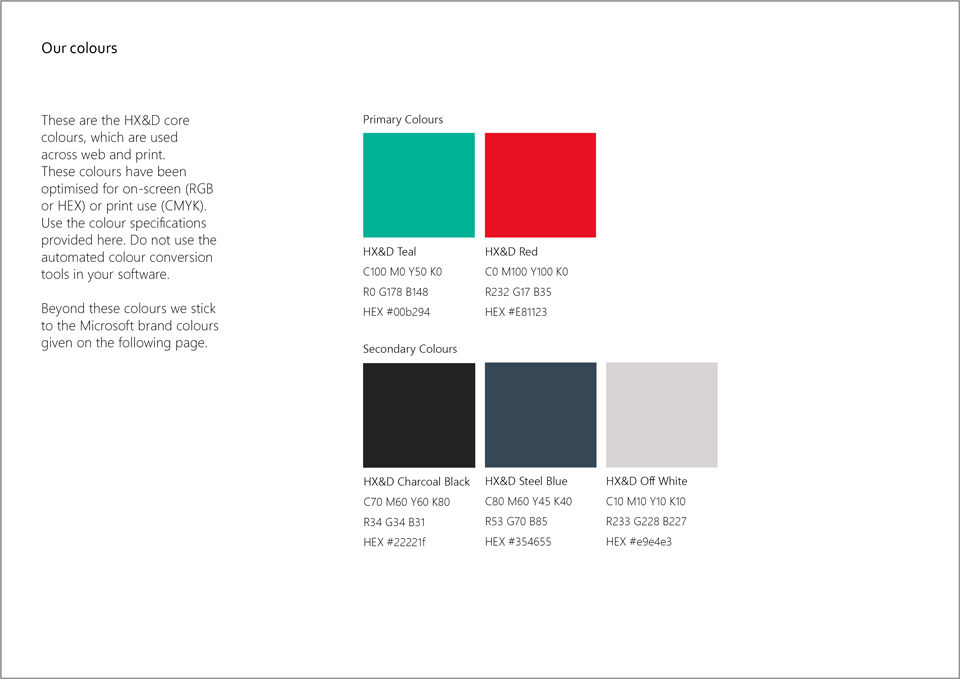 Our colours
These are the HX&D core
colours, which are used
across web and print.
These colours have been
optimised for on-screen (RGB
or HEX) or print use (CMYK).
Use the colour specifications
provided here. Do not use the
automated colour conversion
tools in your software.
Beyond these colours we stick
to the Microsoft brand colours
given on the following page.
Primary Colours
HX&D Teal
C100 M0 Y50 K0
R0 G178 B148
HEX #00b294
HX&D Red
C0 M100 Y100 K0
R232 G17 B35
HEX #E81123
Secondary Colours
HX&D Charcoal Black
C70 M60 Y60 K80
R34 G34 B31
HEX #22221f
HX&D Steel Blue
C80 M60 Y45 K40
R53 G70 B85
HEX #354655
HX&D Off White
C10 M10 Y10 K10
R233 G228 B227
HEX #e9e4e3